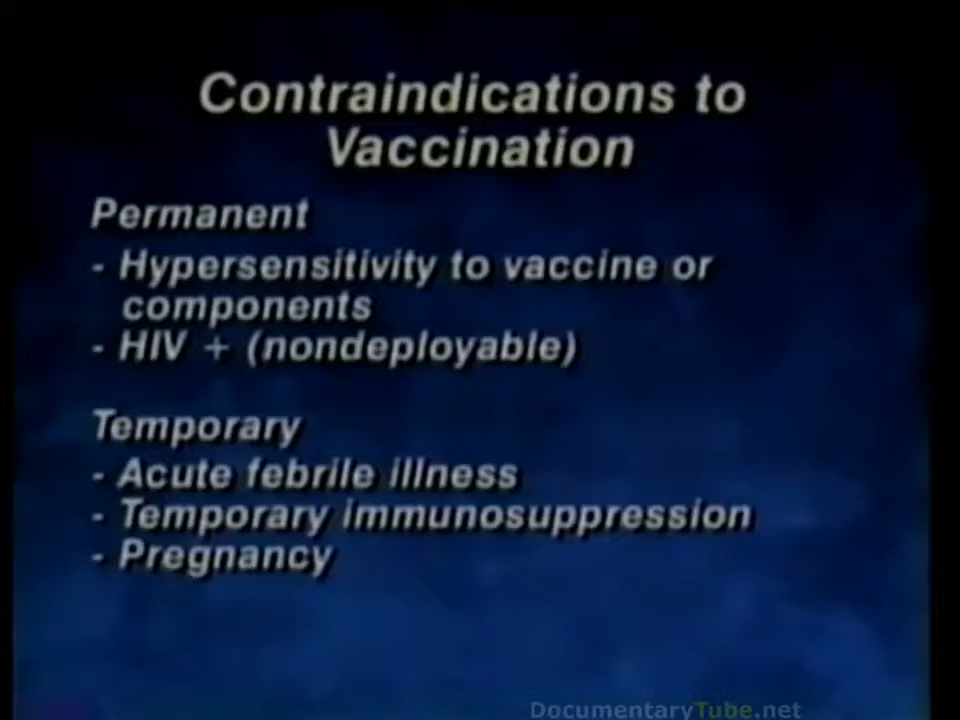 Contraindications to
Vaccination
Permanent
- Hypersensitivity to vaccine or
components
- HIV + (nondeployable)
Temporary
- Acute febrile illness
- Temporary immunosuppression
- Pregnancy
DocumentaryTube.net